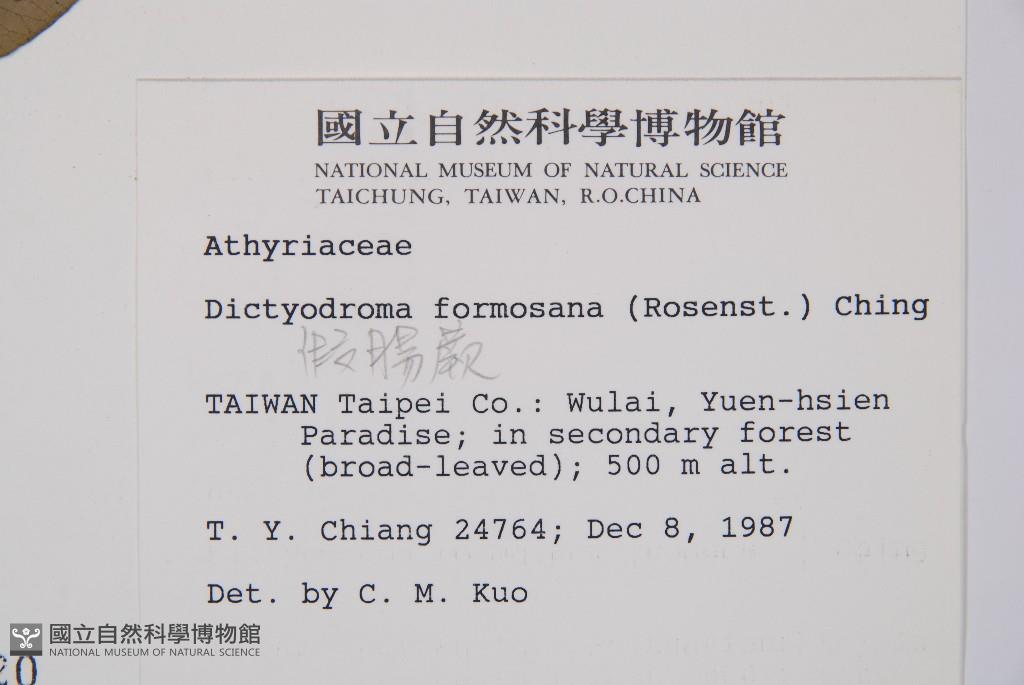 國立自然科學博物館
NATIONAL MUSEUM OF NATURAL SCIENCE
TAICHUNG, TAIWAN, R.O.CHINA
Athyriaceae
Dictyodroma formosana (Rosenst.) Ching
假腸蕨
TAIWAN Taipei Co.: Wulai, Yuen-hsien
Paradise; in secondary forest
(broad-leaved); 500 m alt.
T. Y. Chiang 24764; Dec 8, 1987
Det. by C. M. Kuo
國立自然科學博物館
NATIONAL MUSEUM OF NATURAL SCIENCE
20